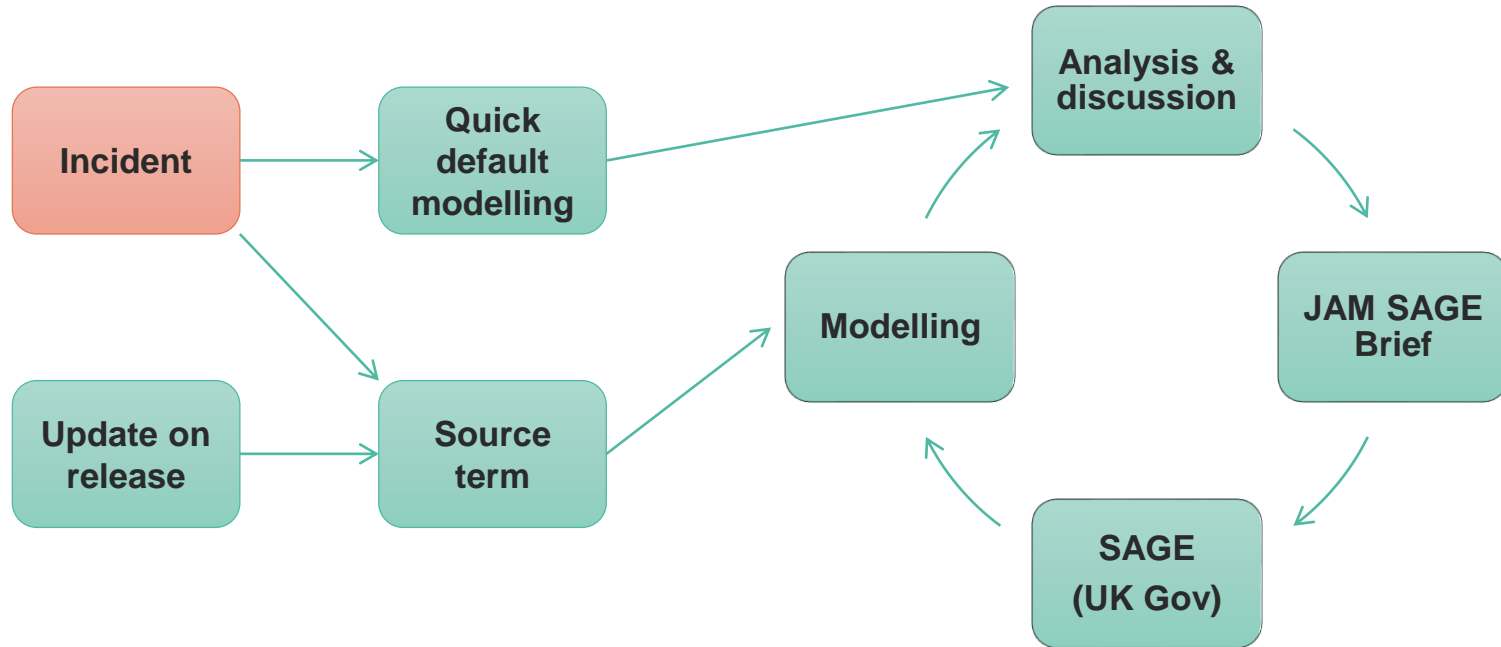 Incident
Quick
default
modelling
Analysis &
discussion
Modelling
JAM SAGE
Brief
Update on
release
Source
term
SAGE
(UK Gov)